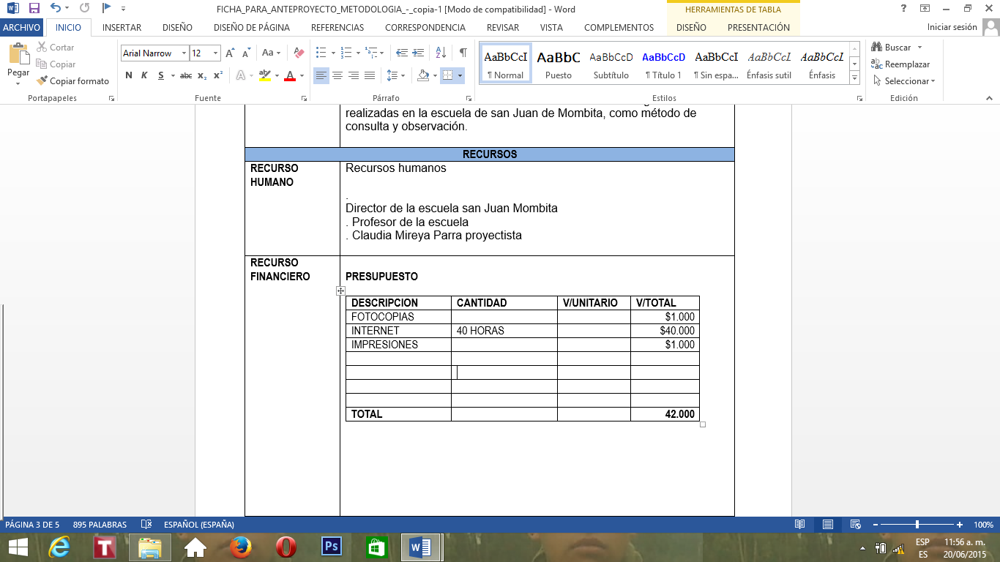 FICHA_PARA_ANTEPROYECTO_METODOLOGIA_-_copia-1 [Modo de compatibilidad] - Word
HERRAMIENTAS DE TABLA
ARCHIVO INICIO INSERTAR DISEÑO DISEÑO DE PÁGINA REFERENCIAS CORRESPONDENCIA REVISAR VISTA COMPLEMENTOS DISEÑO PRESENTACIÓN Iniciar sesión
Pegar
Cortar
Copiar
Copiar formato
Portapapeles
Arial Narrow 12
N K S abc x₂ x²
Fuente
Párrafo
AaBbCcI AaBbC AaBbCcD AaBbCcD AaBbCcI AaBbCcI AaBbCcI
¶ Normal Puesto Subtítulo ¶ Título 1 ¶ Sin espa... Énfasis sutil Énfasis
Estilos
Buscar
Reemplazar
Seleccionar
Edición
realizadas en la escuela de san Juan de Mombita, como método de
consulta y observación.
RECURSOS
RECURSO
HUMANO
Recursos humanos
.
Director de la escuela san Juan Mombita
. Profesor de la escuela
. Claudia Mireya Parra proyectista
RECURSO
FINANCIERO
PRESUPUESTO
DESCRIPCION CANTIDAD V/UNITARIO V/TOTAL
FOTOCOPIAS $1.000
INTERNET 40 HORAS $40.000
IMPRESIONES $1.000
TOTAL 42.000
PÁGINA 3 DE 5 895 PALABRAS ESPAÑOL (ESPAÑA) 100%
ESP 11:56 a. m.
ES 20/06/2015